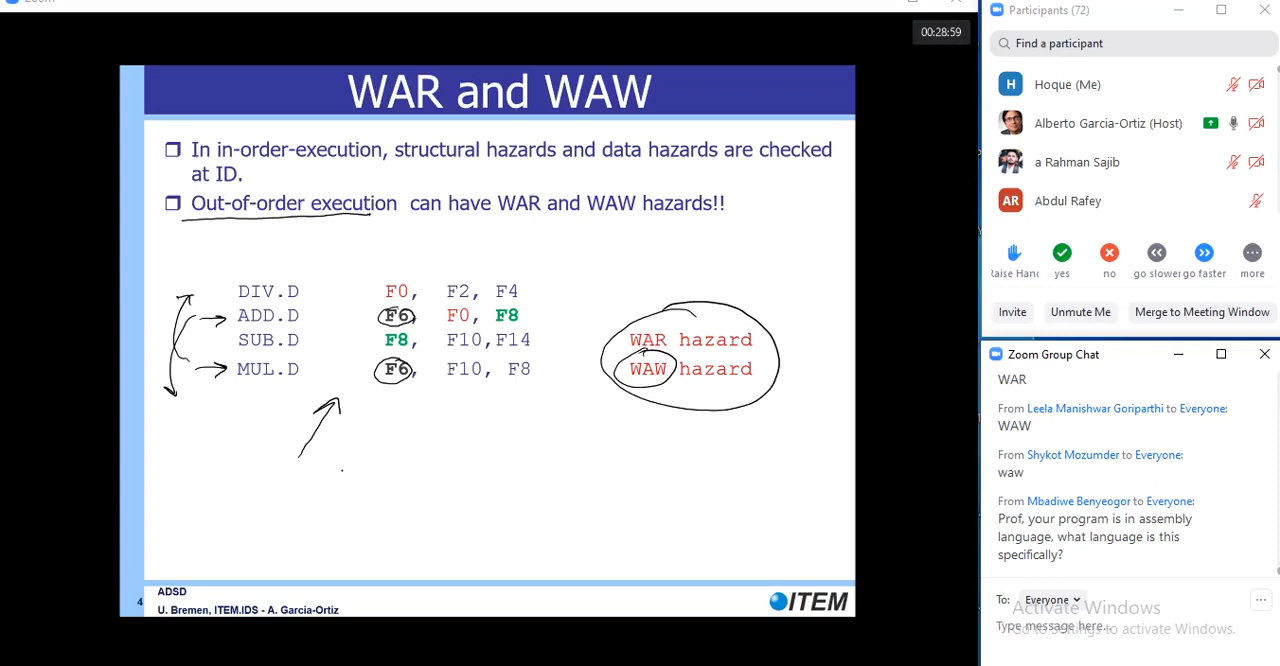 Zoom
00:28:59
WAR and WAW
In in-order-execution, structural hazards and data hazards are checked
at ID.
Out-of-order execution can have WAR and WAW hazards!!
DIV.D F0, F2, F4
ADD.D F6, F0, F8
SUB.D F8, F10,F14
MUL.D F6, F10, F8
WAR hazard
WAW hazard
4
ADSD
U. Bremen, ITEM.IDS - A. Garcia-Ortiz
ITEM
Participants (72)
Find a participant
H Hoque (Me)
Alberto Garcia-Ortiz (Host)
a Rahman Sajib
AR Abdul Rafey
Raise Hand yes no go slower go faster more
Invite Unmute Me Merge to Meeting Window
Zoom Group Chat
WAR
From Leela Manishwar Goriparthi to Everyone:
WAW
From Shykot Mozumder to Everyone:
waw
From Mbadiwe Benyeogor to Everyone:
Prof, your program is in assembly
language, what language is this
specifically?
To: Everyone
Type message here...
Activate Windows
Go to Settings to activate Windows.